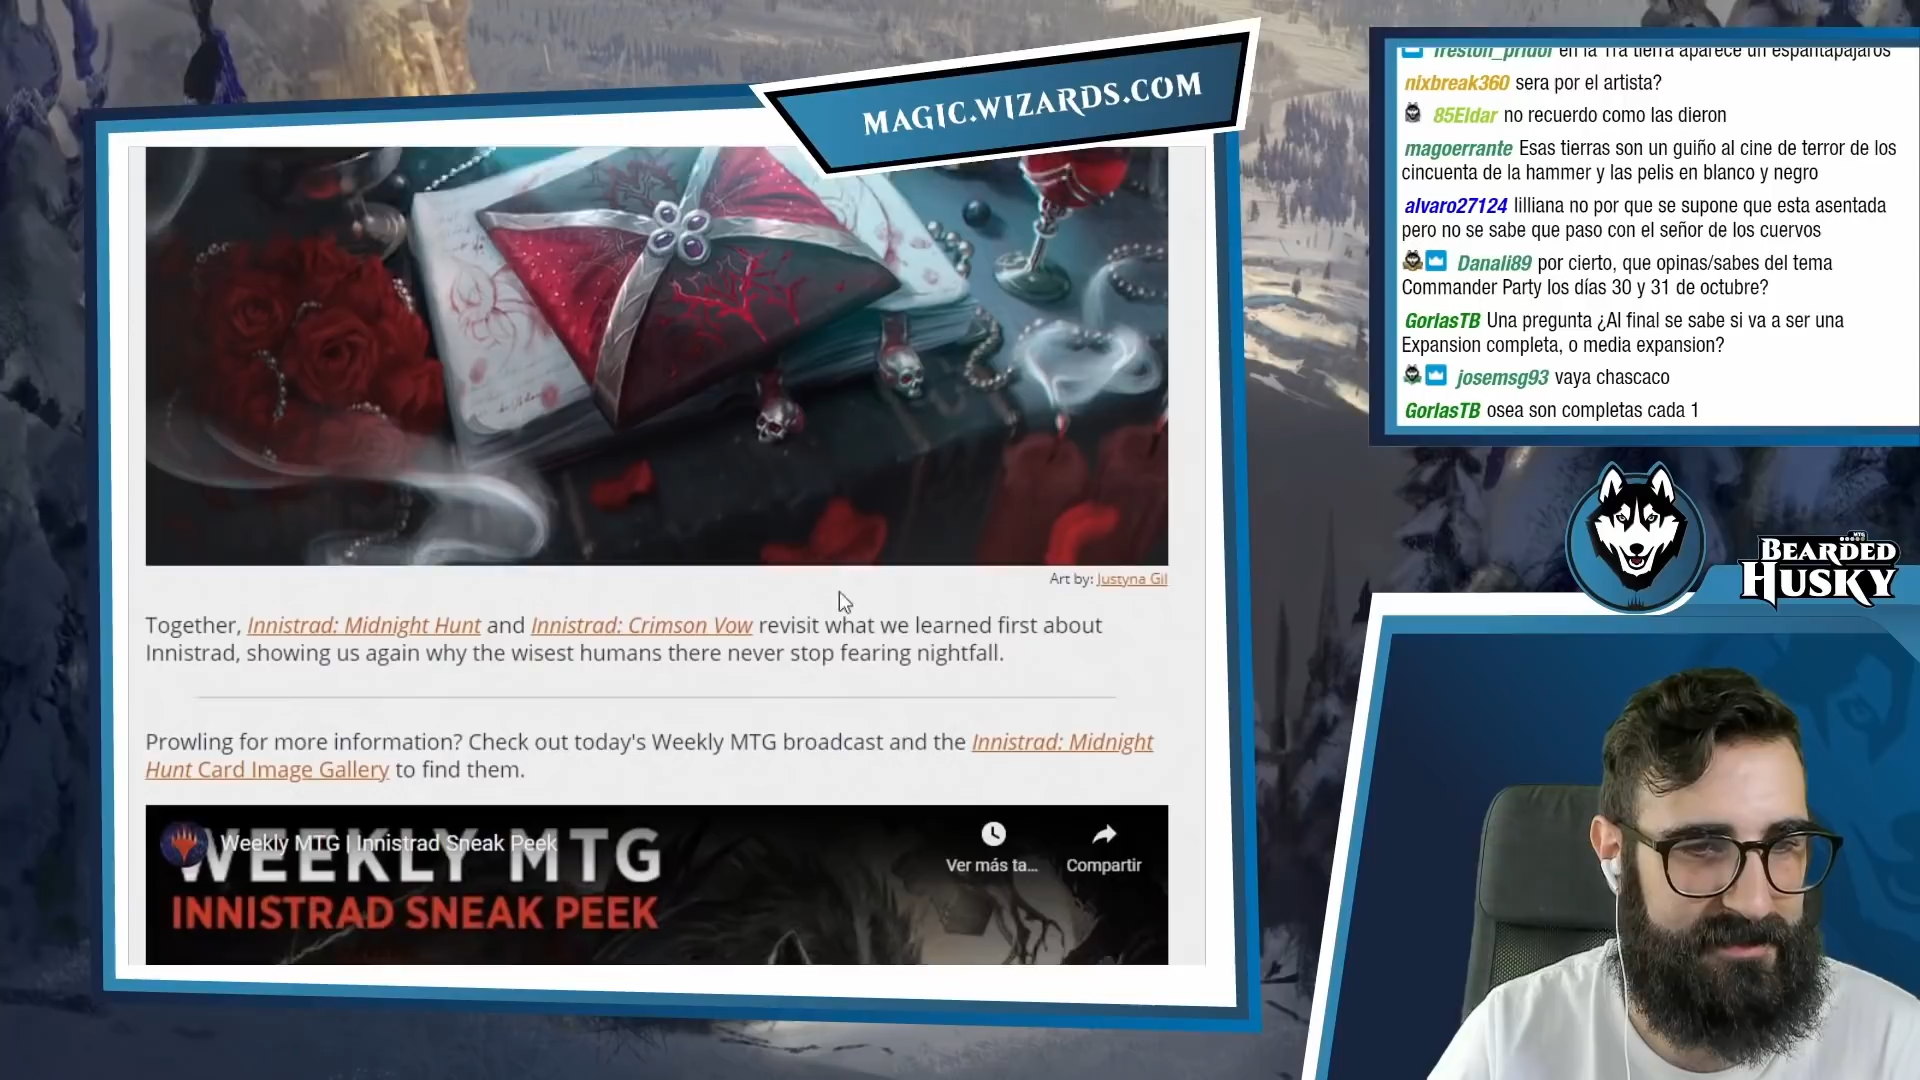 MAGIC.WIZARDS.COM
Art by: Justyna Gil
Together, Innistrad: Midnight Hunt and Innistrad: Crimson Vow revisit what we learned first about
Innistrad, showing us again why the wisest humans there never stop fearing nightfall.
Prowling for more information? Check out today's Weekly MTG broadcast and the Innistrad: Midnight
Hunt Card Image Gallery to find them.
Weekly MTG | Innistrad Sneak Peek
WEEKLY MTG
INNISTRAD SNEAK PEEK
Ver más ta...
Compartir
freston_pridor en la 1ra tierra aparece un espantapajaros
nixbreak360 sera por el artista?
85Eldar no recuerdo como las dieron
magoerrante Esas tierras son un guiño al cine de terror de los
cincuenta de la hammer y las pelis en blanco y negro
alvaro27124 lilliana no por que se supone que esta asentada
pero no se sabe que paso con el señor de los cuervos
Danali89 por cierto, que opinas/sabes del tema
Commander Party los días 30 y 31 de octubre?
GorlasTB Una pregunta ¿Al final se sabe si va a ser una
Expansion completa, o media expansion?
josemsg93 vaya chascaco
GorlasTB osea son completas cada 1
MTG
BEARDED
HUSKY